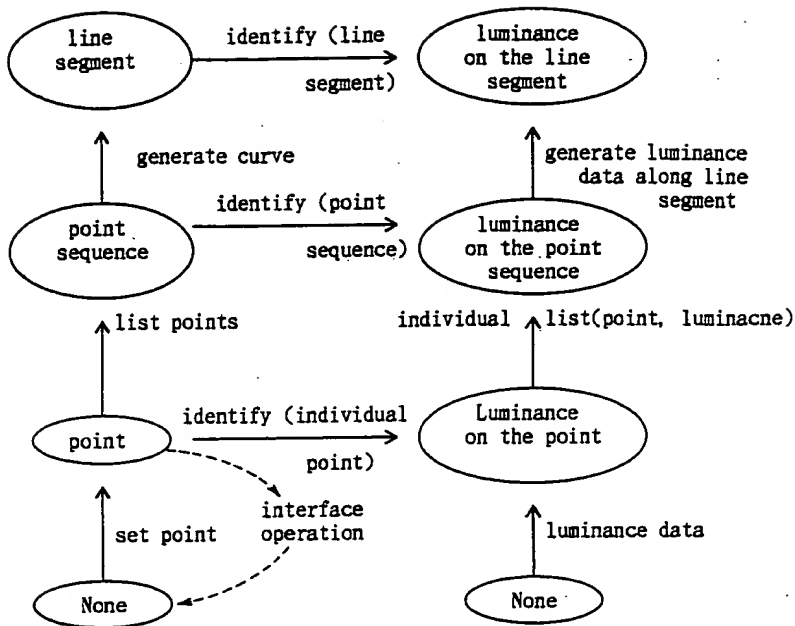 line
segment
identify (line
segment)
luminance
on the line
segment
generate curve
generate luminance
data along line
segment
point
sequence
identify (point
sequence)
luminance
on the point
sequence
list points
individual list(point, luminacne)
point
identify (individual
point)
Luminance
on the point
set point
interface
operation
luminance data
None
None